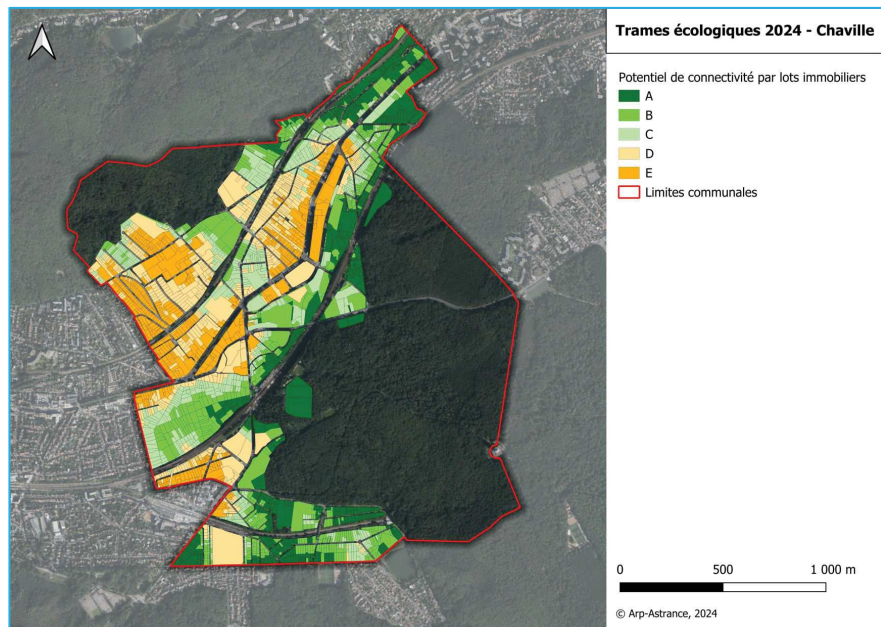 Trames écologiques 2024 - Chaville
Potentiel de connectivité par lots immobiliers
A
B
C
D
E
Limites communales
0 500 1 000 m
© Arp-Astrance, 2024